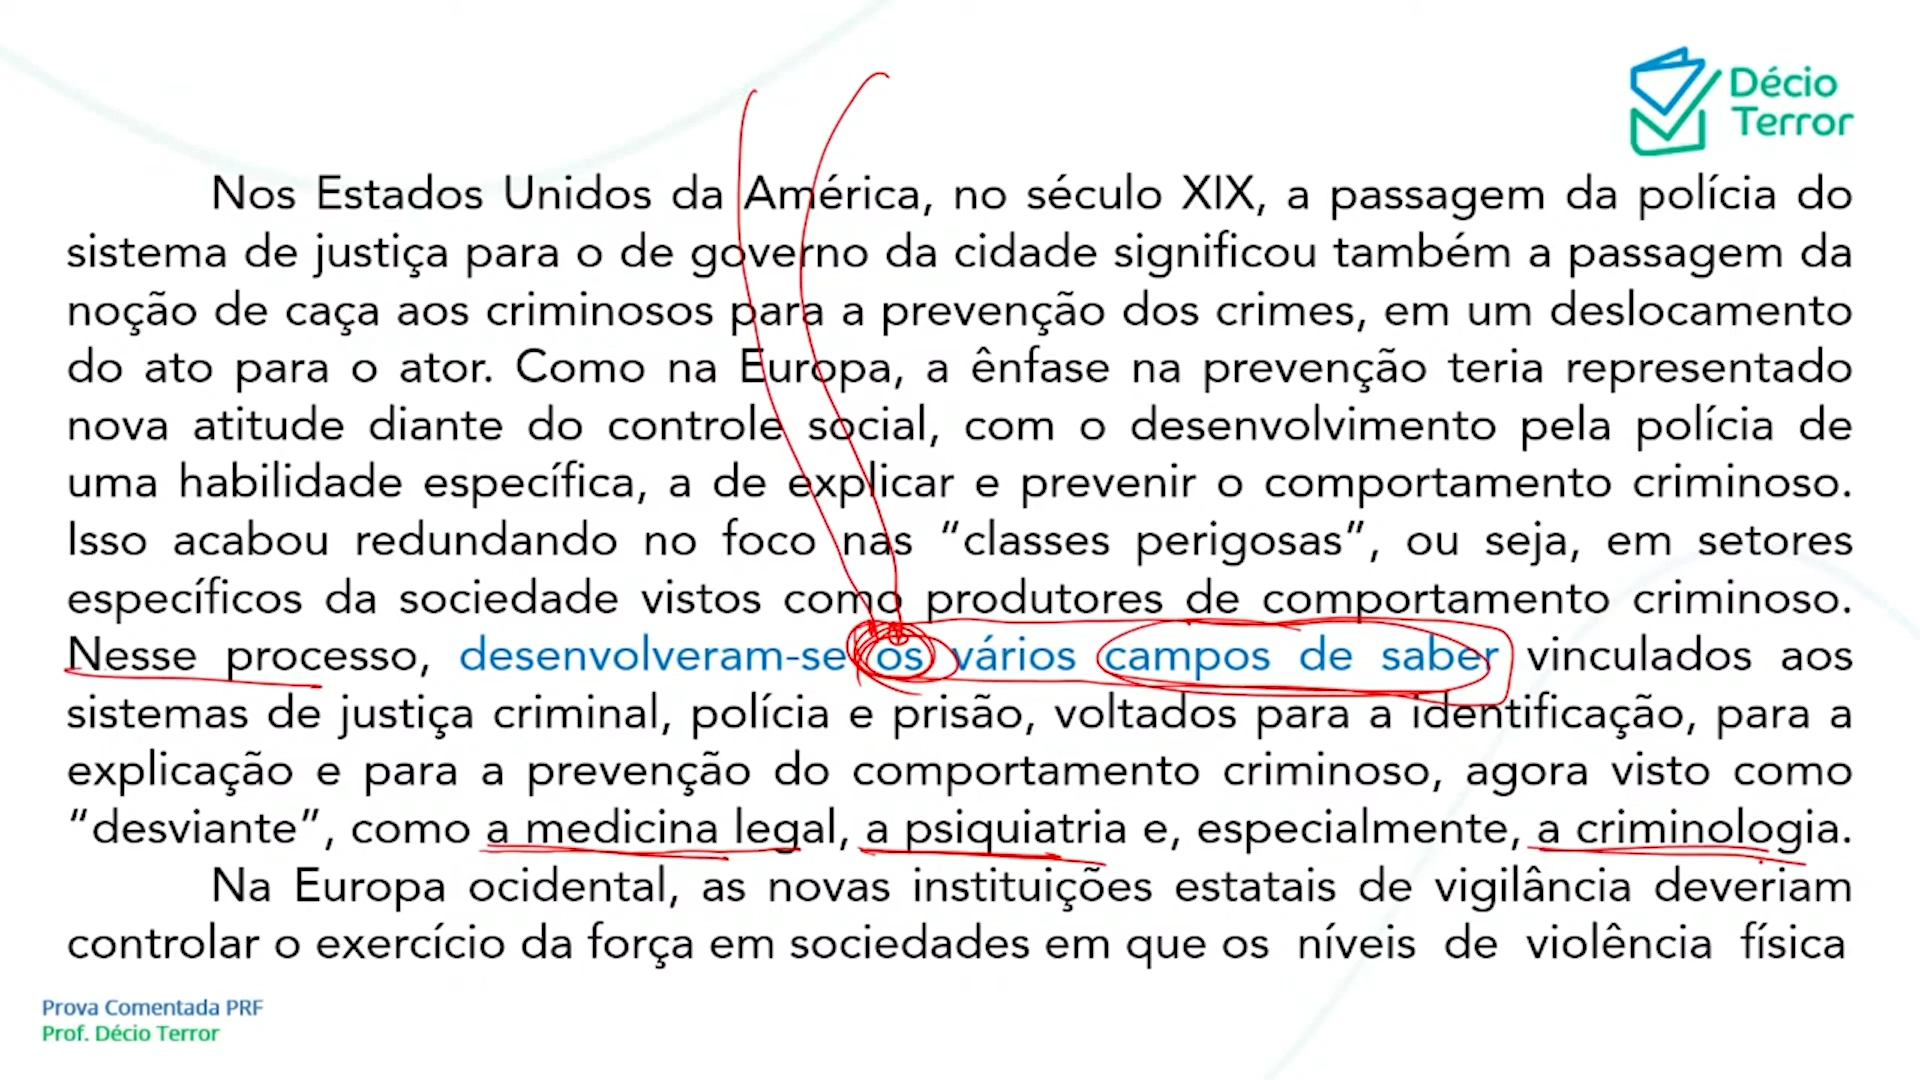 Décio
Terror
Nos Estados Unidos da América, no século XIX, a passagem da polícia do
sistema de justiça para o de governo da cidade significou também a passagem da
noção de caça aos criminosos para a prevenção dos crimes, em um deslocamento
do ato para o ator. Como na Europa, a ênfase na prevenção teria representado
nova atitude diante do controle social, com o desenvolvimento pela polícia de
uma habilidade específica, a de explicar e prevenir o comportamento criminoso.
Isso acabou redundando no foco nas “classes perigosas”, ou seja, em setores
específicos da sociedade vistos como produtores de comportamento criminoso.
Nesse processo, desenvolveram-se os vários campos de saber vinculados aos
sistemas de justiça criminal, polícia e prisão, voltados para a identificação, para a
explicação e para a prevenção do comportamento criminoso, agora visto como
“desviante”, como a medicina legal, a psiquiatria e, especialmente, a criminologia.
Na Europa ocidental, as novas instituições estatais de vigilância deveriam
controlar o exercício da força em sociedades em que os níveis de violência física
Prova Comentada PRF
Prof. Décio Terror